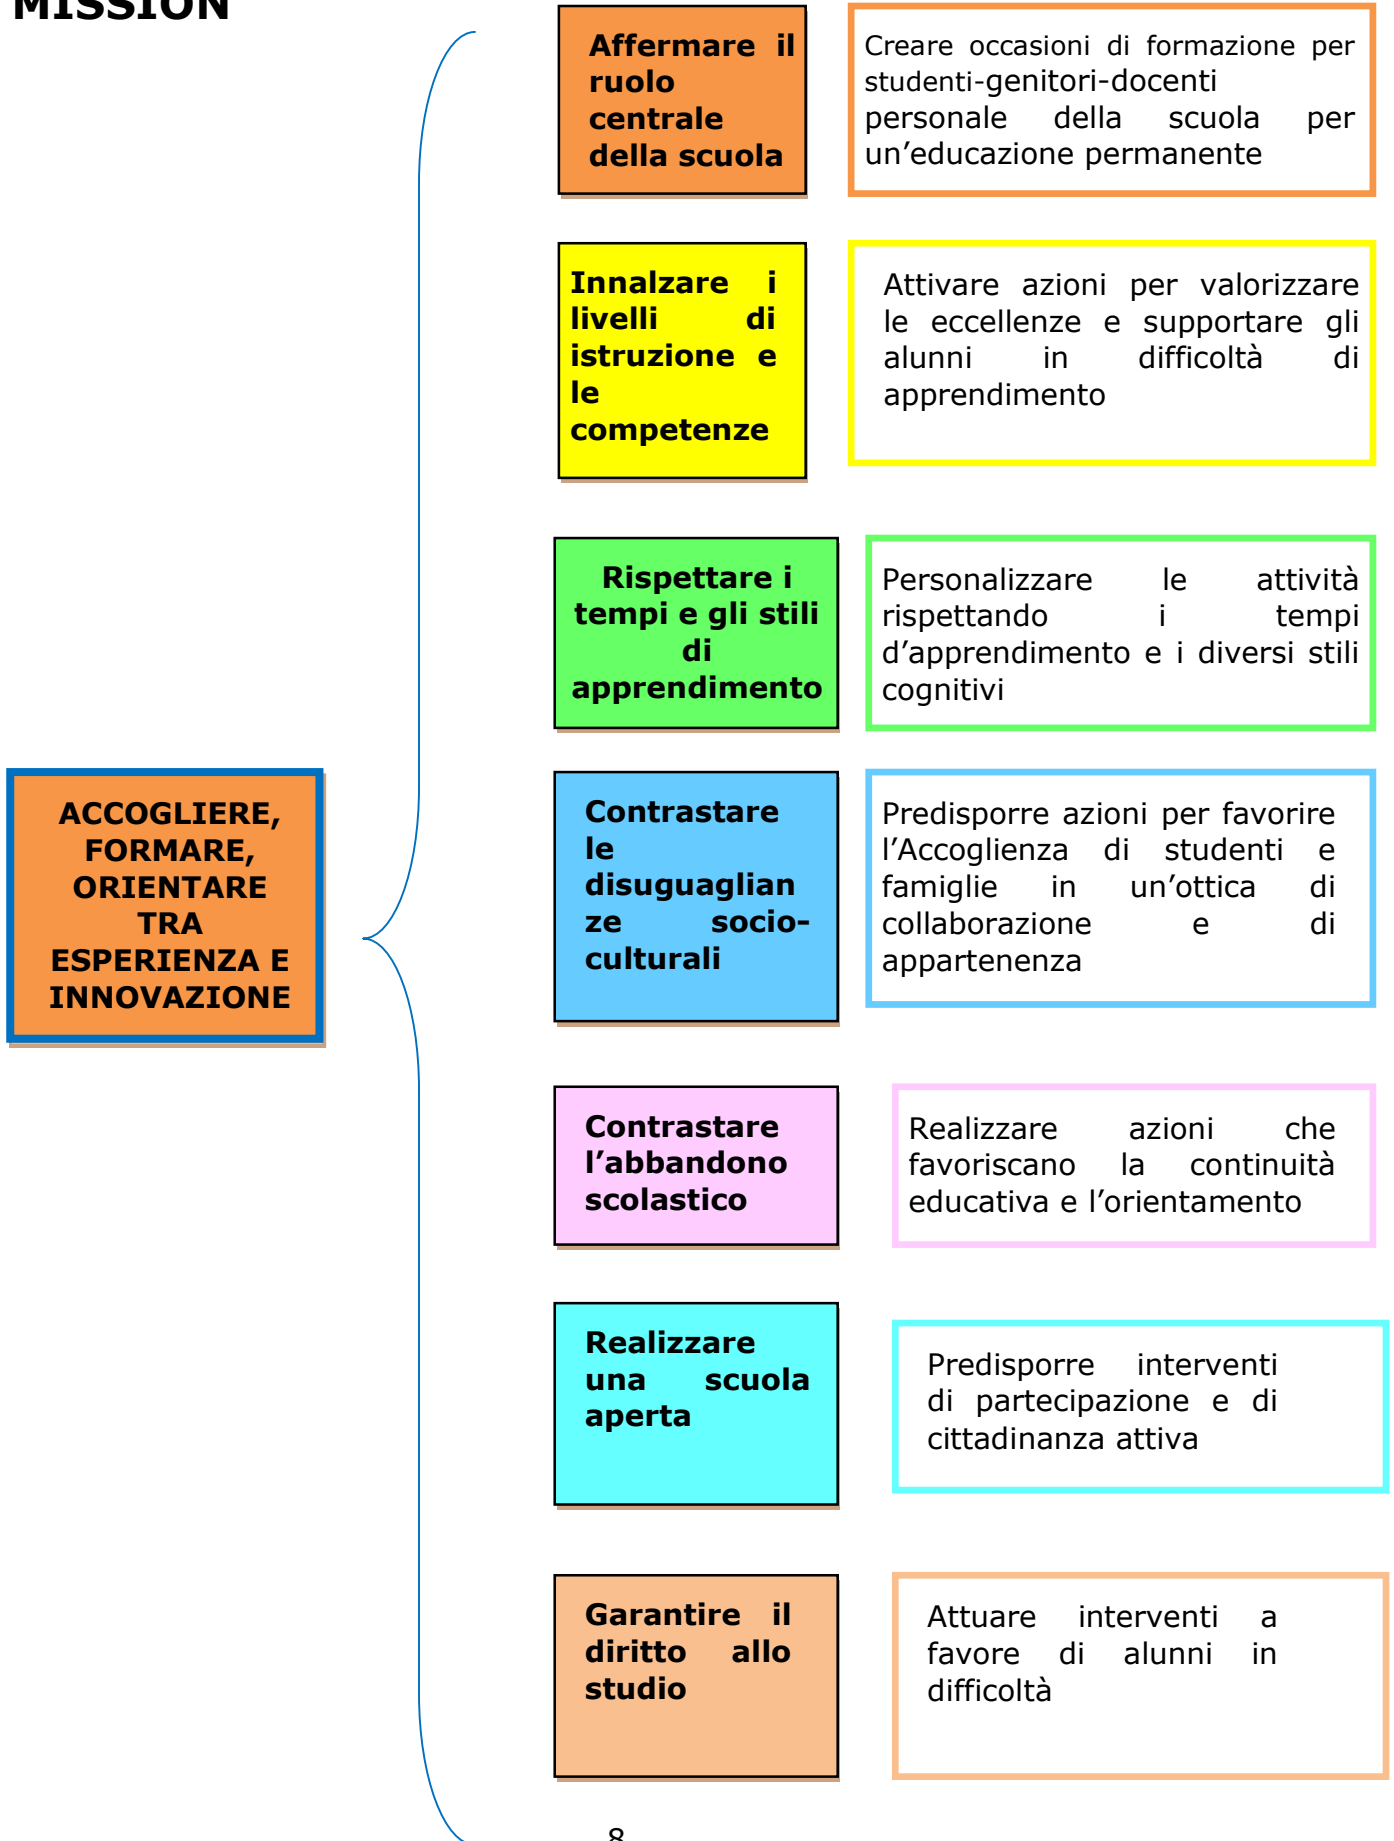 MISSION
Affermare il
ruolo
centrale
della scuola
Creare occasioni di formazione per
studenti-genitori-docenti
personale della scuola per
un’educazione permanente
Innalzare i
livelli di
istruzione e
le
competenze
Attivare azioni per valorizzare
le eccellenze e supportare gli
alunni in difficoltà di
apprendimento
Rispettare i
tempi e gli stili
di
apprendimento
Personalizzare le attività
rispettando i tempi
d’apprendimento e i diversi stili
cognitivi
ACCOGLIERE,
FORMARE,
ORIENTARE
TRA
ESPERIENZA E
INNOVAZIONE
Contrastare
le
disuguaglian
ze socio-
culturali
Predisporre azioni per favorire
l’Accoglienza di studenti e
famiglie in un’ottica di
collaborazione e di
appartenenza
Contrastare
l’abbandono
scolastico
Realizzare azioni che
favoriscano la continuità
educativa e l’orientamento
Realizzare
una scuola
aperta
Predisporre interventi
di partecipazione e di
cittadinanza attiva
Garantire il
diritto allo
studio
Attuare interventi a
favore di alunni in
difficoltà
8